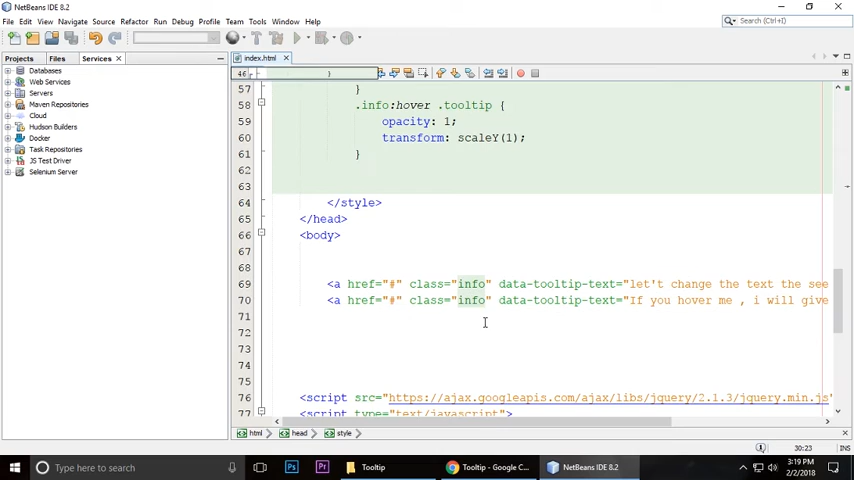 NetBeans IDE 8.2
File Edit View Navigate Source Refactor Run Debug Profile Team Tools Window Help
Search (Ctrl+I)
Projects Files Services
index.html
Databases
Web Services
Servers
Maven Repositories
Cloud
Hudson Builders
Docker
Task Repositories
JS Test Driver
Selenium Server
46 }
57 }
58 .info:hover .tooltip {
59 opacity: 1;
60 transform: scaleY(1);
61 }
62
63
64 </style>
65 </head>
66 <body>
67
68
69 <a href="#" class="info" data-tooltip-text="let't change the text the see
70 <a href="#" class="info" data-tooltip-text="If you hover me , i will give
71
72
73
74
75
76 <script src="https://ajax.googleapis.com/ajax/libs/jquery/2.1.3/jquery.min.js"
77 <script type="text/javascript">
html head style
30:23 INS
Type here to search
Ps Pr Tooltip Tooltip - Google C... NetBeans IDE 8.2
3:19 PM
2/2/2018